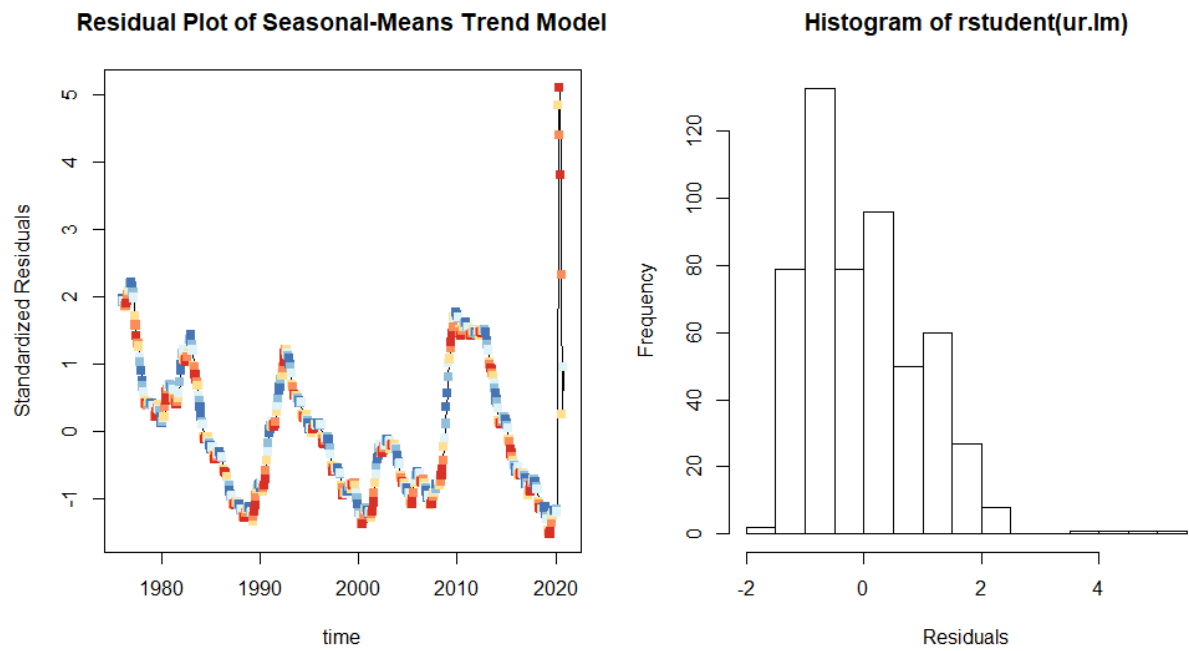 Residual Plot of Seasonal-Means Trend Model
Standardized Residuals
5
4
3
2
1
0
-1
1980 1990 2000 2010 2020
time
Histogram of rstudent(ur.lm)
Frequency
120
100
80
60
40
20
0
-2 0 2 4
Residuals